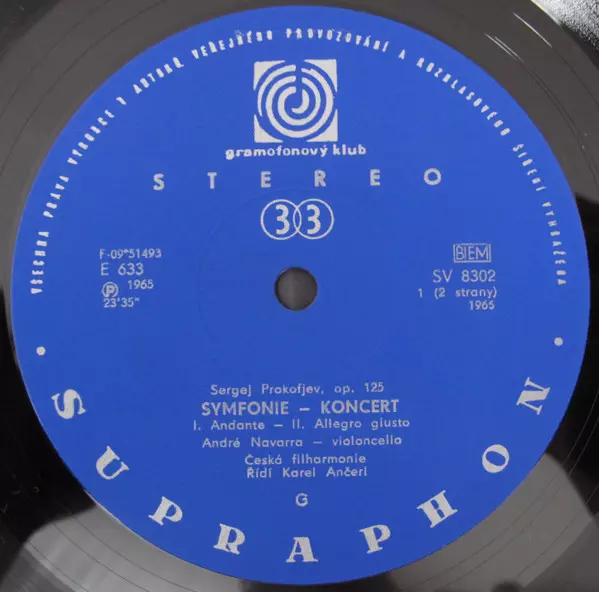 VŠECHNA PRÁVA VÝROBCE I AUTORŮ VEŘEJNÉHO PROVOZOVÁNÍ A ROZHLASOVÉHO ŠÍŘENÍ VYHRAŽENA
gramofonový klub
STEREO
33
F-09*51493
E 633
Ⓟ 1965
23'35"
BIEM
SV 8302
1 (2 strany)
1965
Sergej Prokofjev, op. 125
SYMFONIE – KONCERT
I. Andante – II. Allegro giusto
André Navarra – violoncello
Česká filharmonie
Řídí Karel Ančerl
G
· SUPRAPHON ·